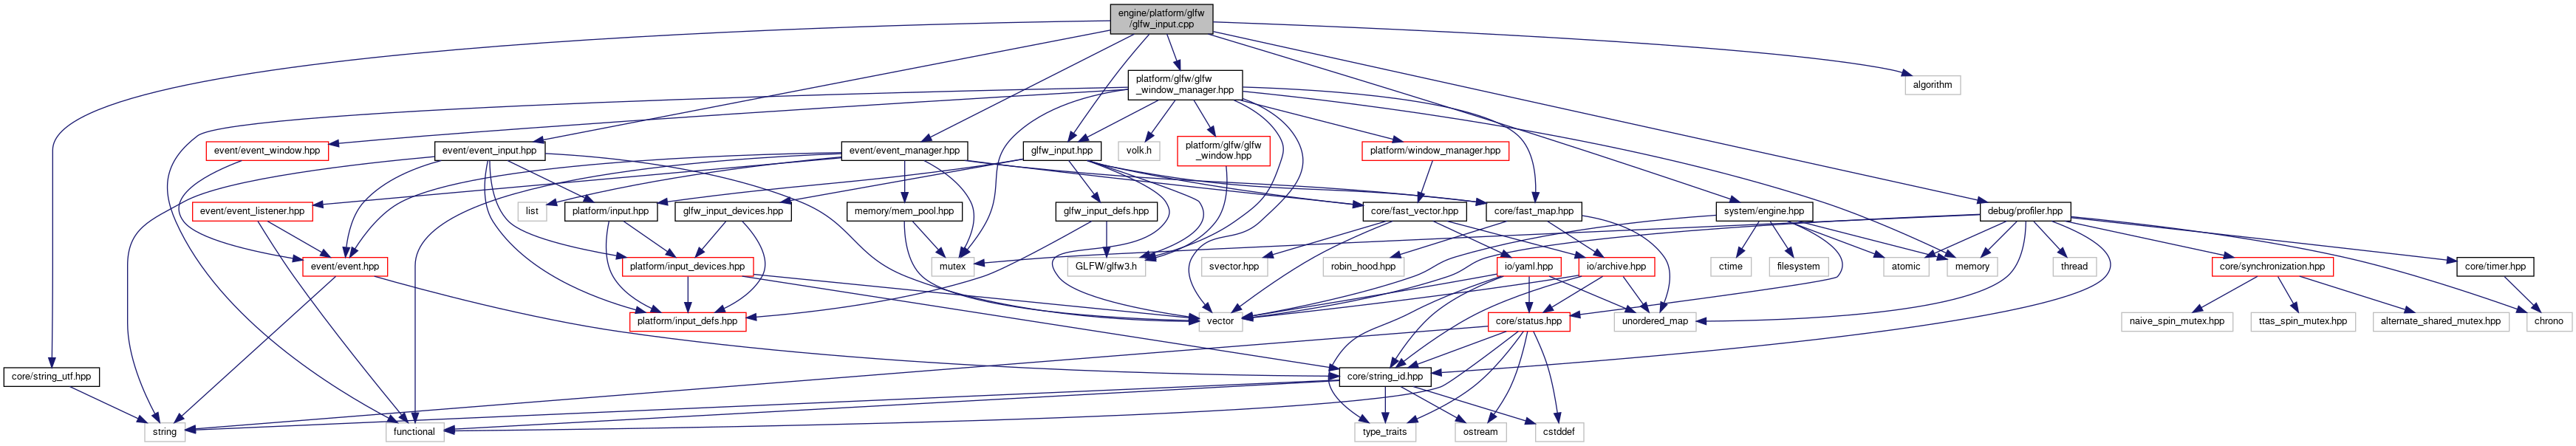 engine/platform/glfw
/glfw_input.cpp
platform/glfw/glfw
_window_manager.hpp
algorithm
event/event_window.hpp
event/event_input.hpp
event/event_manager.hpp
glfw_input.hpp
volk.h
platform/glfw/glfw
_window.hpp
platform/window_manager.hpp
event/event_listener.hpp
list
platform/input.hpp
glfw_input_devices.hpp
memory/mem_pool.hpp
glfw_input_defs.hpp
core/fast_vector.hpp
core/fast_map.hpp
system/engine.hpp
debug/profiler.hpp
event/event.hpp
platform/input_devices.hpp
mutex
GLFW/glfw3.h
svector.hpp
robin_hood.hpp
io/yaml.hpp
io/archive.hpp
ctime
filesystem
atomic
memory
thread
core/synchronization.hpp
core/timer.hpp
platform/input_defs.hpp
vector
core/status.hpp
unordered_map
naive_spin_mutex.hpp
ttas_spin_mutex.hpp
alternate_shared_mutex.hpp
chrono
core/string_utf.hpp
core/string_id.hpp
string
functional
type_traits
ostream
cstddef